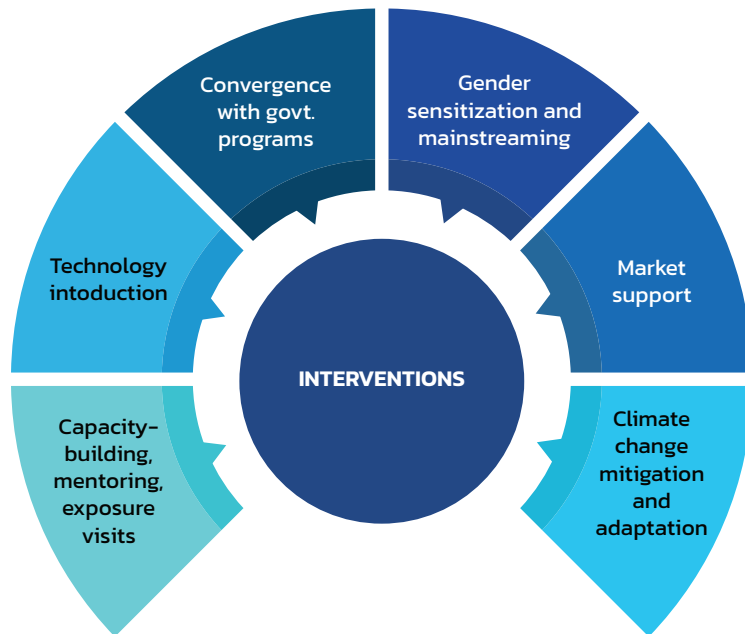 Convergence
with govt.
programs
Gender
sensitization and
mainstreaming
Technology
intoduction
Market
support
INTERVENTIONS
Capacity-
building,
mentoring,
exposure
visits
Climate
change
mitigation
and
adaptation